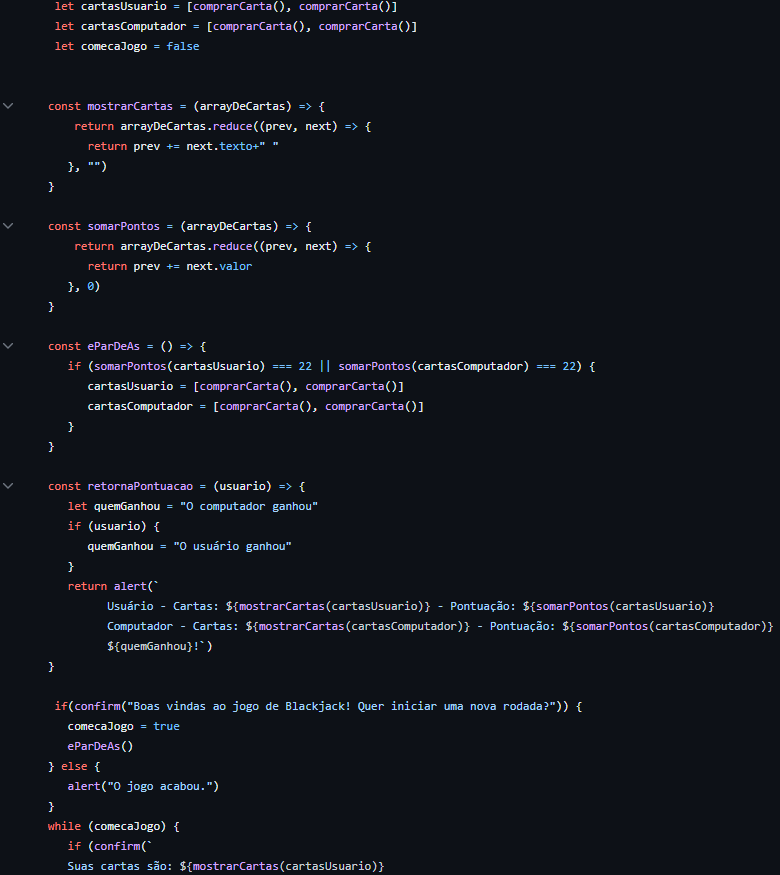 let cartasUsuario = [comprarCarta(), comprarCarta()]
let cartasComputador = [comprarCarta(), comprarCarta()]
let comecaJogo = false
const mostrarCartas = (arrayDeCartas) => {
return arrayDeCartas.reduce((prev, next) => {
return prev += next.texto+" "
}, "")
}
const somarPontos = (arrayDeCartas) => {
return arrayDeCartas.reduce((prev, next) => {
return prev += next.valor
}, 0)
}
const eParDeAs = () => {
if (somarPontos(cartasUsuario) === 22 || somarPontos(cartasComputador) === 22) {
cartasUsuario = [comprarCarta(), comprarCarta()]
cartasComputador = [comprarCarta(), comprarCarta()]
}
}
const retornaPontuacao = (usuario) => {
let quemGanhou = "O computador ganhou"
if (usuario) {
quemGanhou = "O usuário ganhou"
}
return alert(`
Usuário - Cartas: ${mostrarCartas(cartasUsuario)} - Pontuação: ${somarPontos(cartasUsuario)}
Computador - Cartas: ${mostrarCartas(cartasComputador)} - Pontuação: ${somarPontos(cartasComputador)}
${quemGanhou}!`)
}
if(confirm("Boas vindas ao jogo de Blackjack! Quer iniciar uma nova rodada?")) {
comecaJogo = true
eParDeAs()
} else {
alert("O jogo acabou.")
}
while (comecaJogo) {
if (confirm(`
Suas cartas são: ${mostrarCartas(cartasUsuario)}